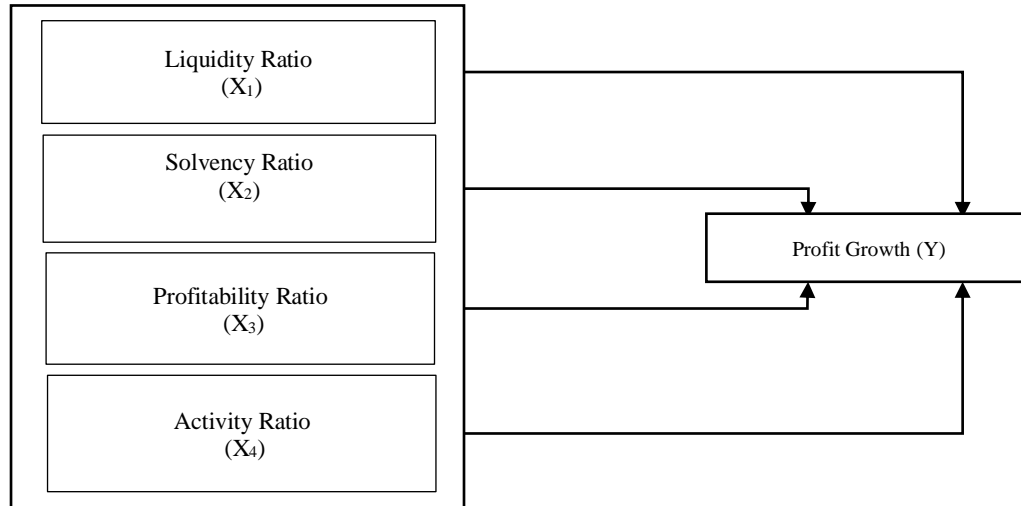 Liquidity Ratio
(X₁)
Solvency Ratio
(X₂)
Profit Growth (Y)
Profitability Ratio
(X₃)
Activity Ratio
(X₄)